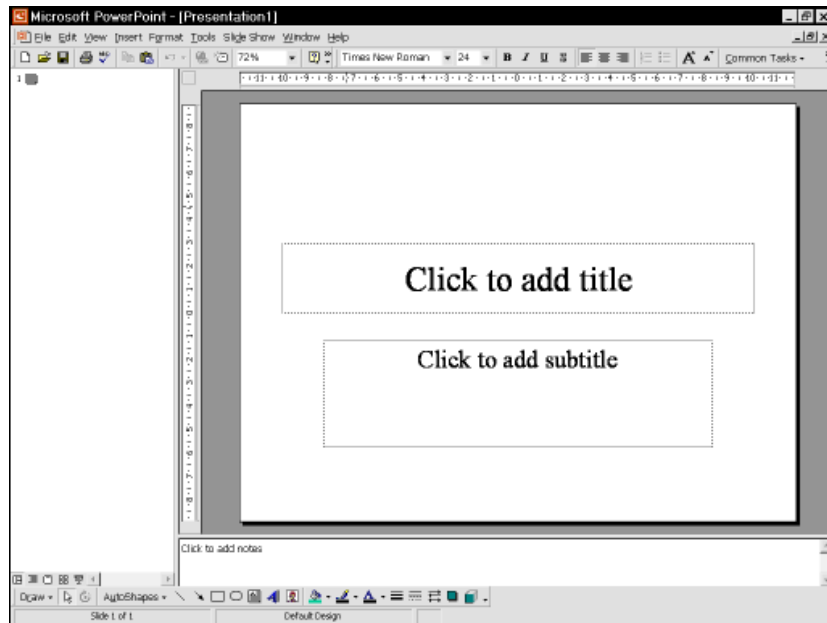 Microsoft PowerPoint - [Presentation1]
File Edit View Insert Format Tools Slide Show Window Help
72% Times New Roman 24 B I U S A A Common Tasks
1
Click to add title
Click to add subtitle
Click to add notes
Draw AutoShapes A A
Slide 1 of 1 Default Design